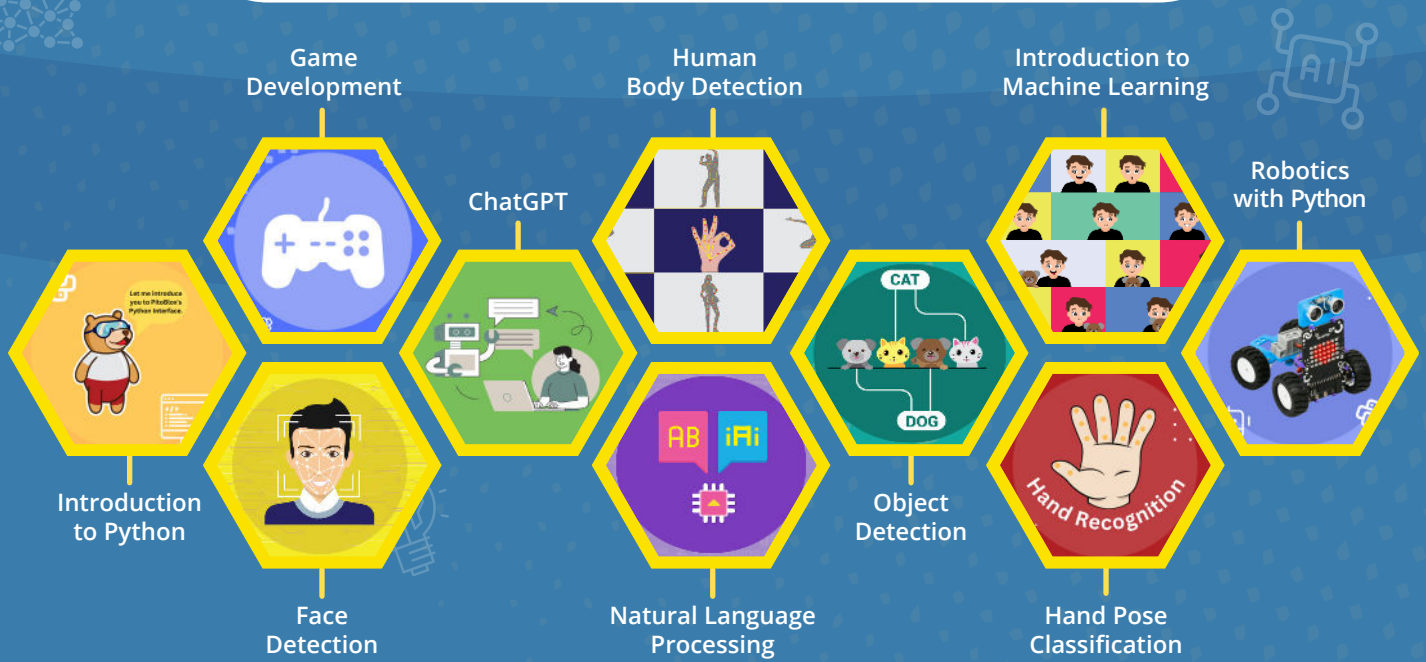 Game
Development
Human
Body Detection
Introduction to
Machine Learning
AI
Robotics
with Python
ChatGPT
Let me introduce
you to PictoBlox's
Python Interface.
</>
CAT
DOG
AB
Introduction
to Python
Object
Detection
Hand Recognition
Face
Detection
Natural Language
Processing
Hand Pose
Classification